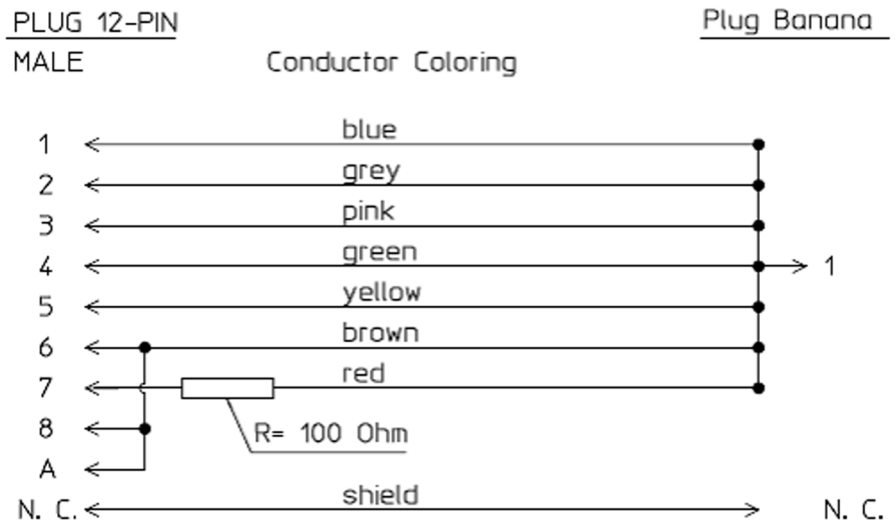 PLUG 12-PIN Plug Banana
MALE Conductor Coloring
1 blue
2 grey
3 pink
4 green 1
5 yellow
6 brown
7 red
8 R= 100 Ohm
A
N. C. shield N. C.